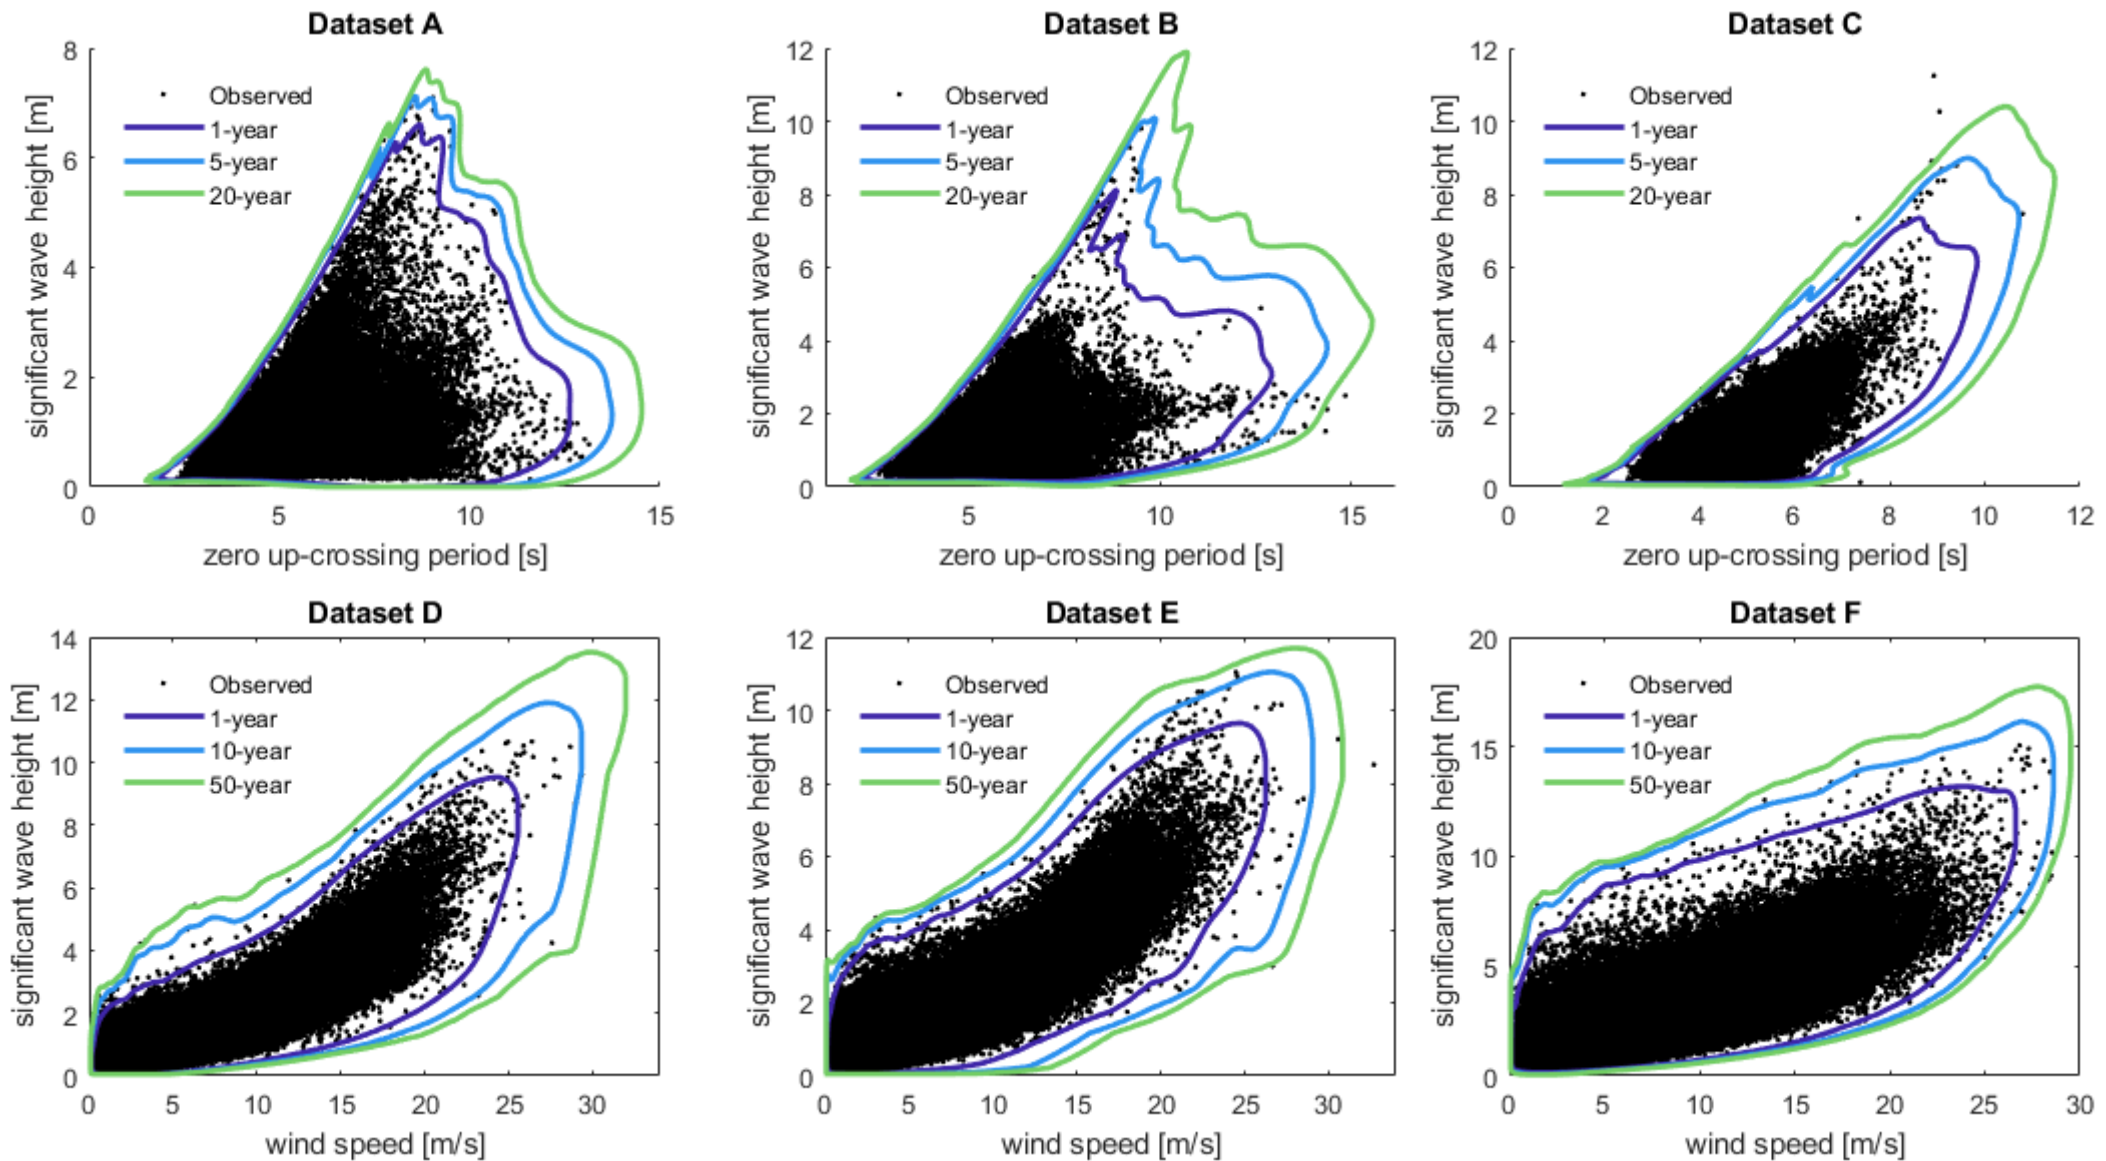 Dataset A
significant wave height [m]
8
6
4
2
0
Observed
1-year
5-year
20-year
0 5 10 15
zero up-crossing period [s]
Dataset B
significant wave height [m]
12
10
8
6
4
2
0
Observed
1-year
5-year
20-year
5 10 15
zero up-crossing period [s]
Dataset C
significant wave height [m]
12
10
8
6
4
2
0
Observed
1-year
5-year
20-year
0 2 4 6 8 10 12
zero up-crossing period [s]
Dataset D
significant wave height [m]
14
12
10
8
6
4
2
0
Observed
1-year
10-year
50-year
0 5 10 15 20 25 30
wind speed [m/s]
Dataset E
significant wave height [m]
12
10
8
6
4
2
0
Observed
1-year
10-year
50-year
0 5 10 15 20 25 30
wind speed [m/s]
Dataset F
significant wave height [m]
20
15
10
5
0
Observed
1-year
10-year
50-year
0 5 10 15 20 25 30
wind speed [m/s]